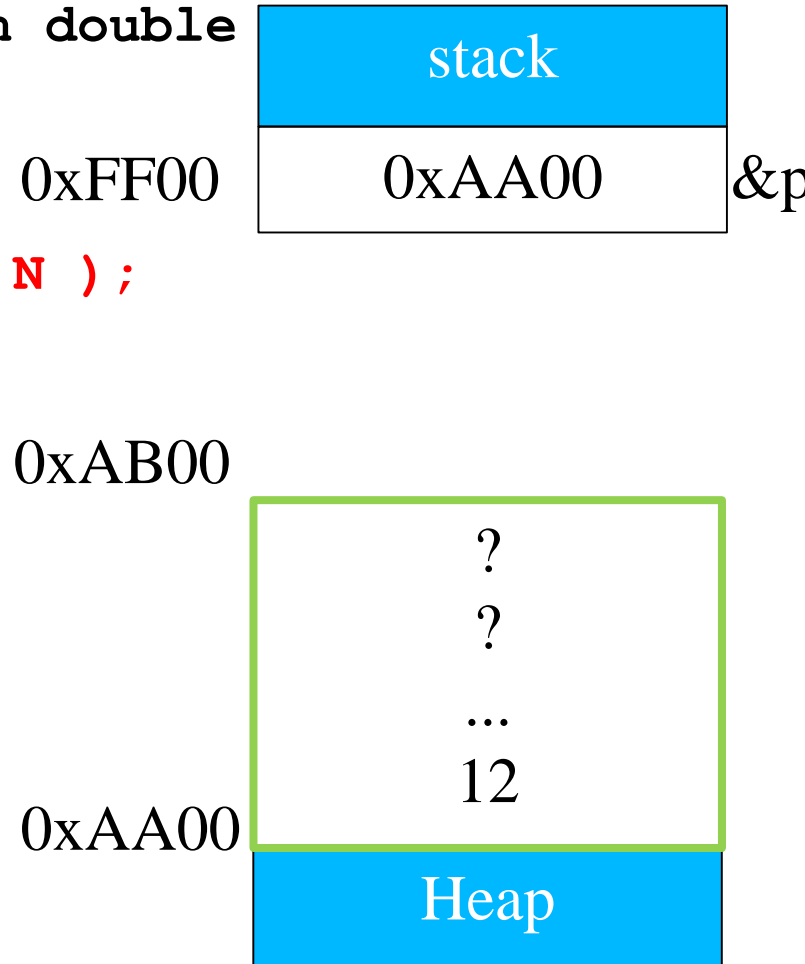 n double
stack
0xFF00 0xAA00 &p
N );
0xAB00
?
?
...
12
0xAA00
Heap